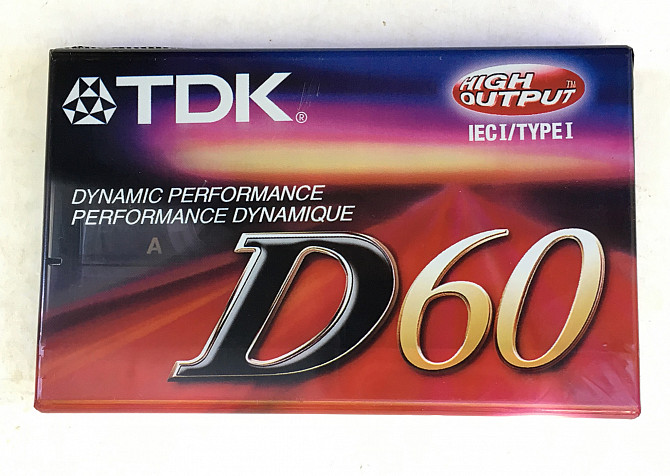 TDK®
HIGH
OUTPUT™
IEC I/TYPE I
DYNAMIC PERFORMANCE
PERFORMANCE DYNAMIQUE
A
D60